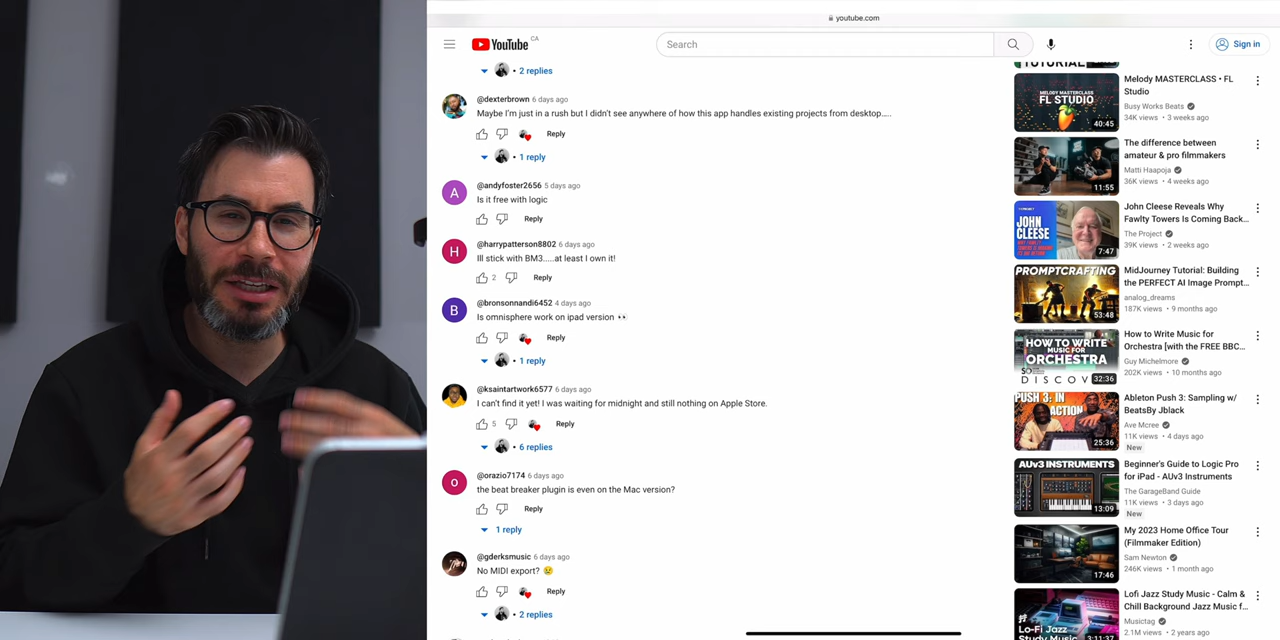 youtube.com
YouTube CA
Search
Sign in
2 replies
@dexterbrown 6 days ago
Maybe I'm just in a rush but I didn't see anywhere of how this app handles existing projects from desktop.....
Reply
1 reply
A
@andyfoster2656 5 days ago
Is it free with logic
Reply
H
@harrypatterson8802 6 days ago
Ill stick with BM3.....at least I own it!
2 Reply
B
@bronsonnandi6452 4 days ago
Is omnisphere work on ipad version 👀
Reply
1 reply
@ksaintartwork6577 6 days ago
I can't find it yet! I was waiting for midnight and still nothing on Apple Store.
5 Reply
6 replies
o
@orazio7174 6 days ago
the beat breaker plugin is even on the Mac version?
Reply
1 reply
@gderksmusic 6 days ago
No MIDI export? 😢
Reply
2 replies
TUTORIAL
MELODY MASTERCLASS
FL STUDIO
40:45
Melody MASTERCLASS • FL
Studio
Busy Works Beats
34K views • 3 weeks ago
11:55
The difference between
amateur & pro filmmakers
Matti Haapoja
36K views • 4 weeks ago
JOHN
CLEESE
7:47
John Cleese Reveals Why
Fawlty Towers Is Coming Back...
The Project
39K views • 2 weeks ago
PROMPTCRAFTING
53:48
MidJourney Tutorial: Building
the PERFECT AI Image Prompt...
analog_dreams
187K views • 9 months ago
HOW TO WRITE
MUSIC FOR
ORCHESTRA
DISCOV
32:36
How to Write Music for
Orchestra [with the FREE BBC...
Guy Michelmore
202K views • 10 months ago
PUSH 3: IN
ACTION
25:36
Ableton Push 3: Sampling w/
BeatsBy Jblack
Ave Mcree
11K views • 4 days ago
New
AUv3 INSTRUMENTS
13:09
Beginner's Guide to Logic Pro
for iPad - AUv3 Instruments
The GarageBand Guide
11K views • 3 days ago
New
17:46
My 2023 Home Office Tour
(Filmmaker Edition)
Sam Newton
246K views • 1 month ago
Lo-Fi Jazz
Study Music
3:11:37
Lofi Jazz Study Music - Calm &
Chill Background Jazz Music f...
Musictag
2.1M views • 2 years ago